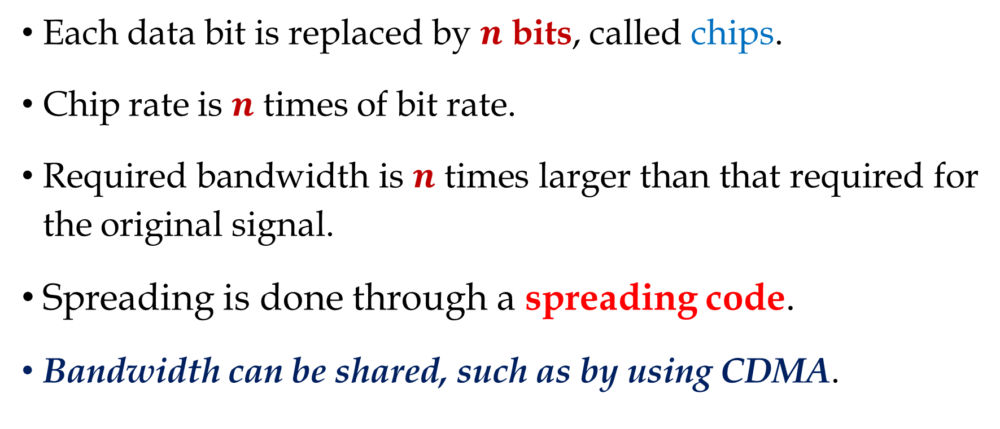 • Each data bit is replaced by n bits, called chips.
• Chip rate is n times of bit rate.
• Required bandwidth is n times larger than that required for
the original signal.
• Spreading is done through a spreading code.
• Bandwidth can be shared, such as by using CDMA.